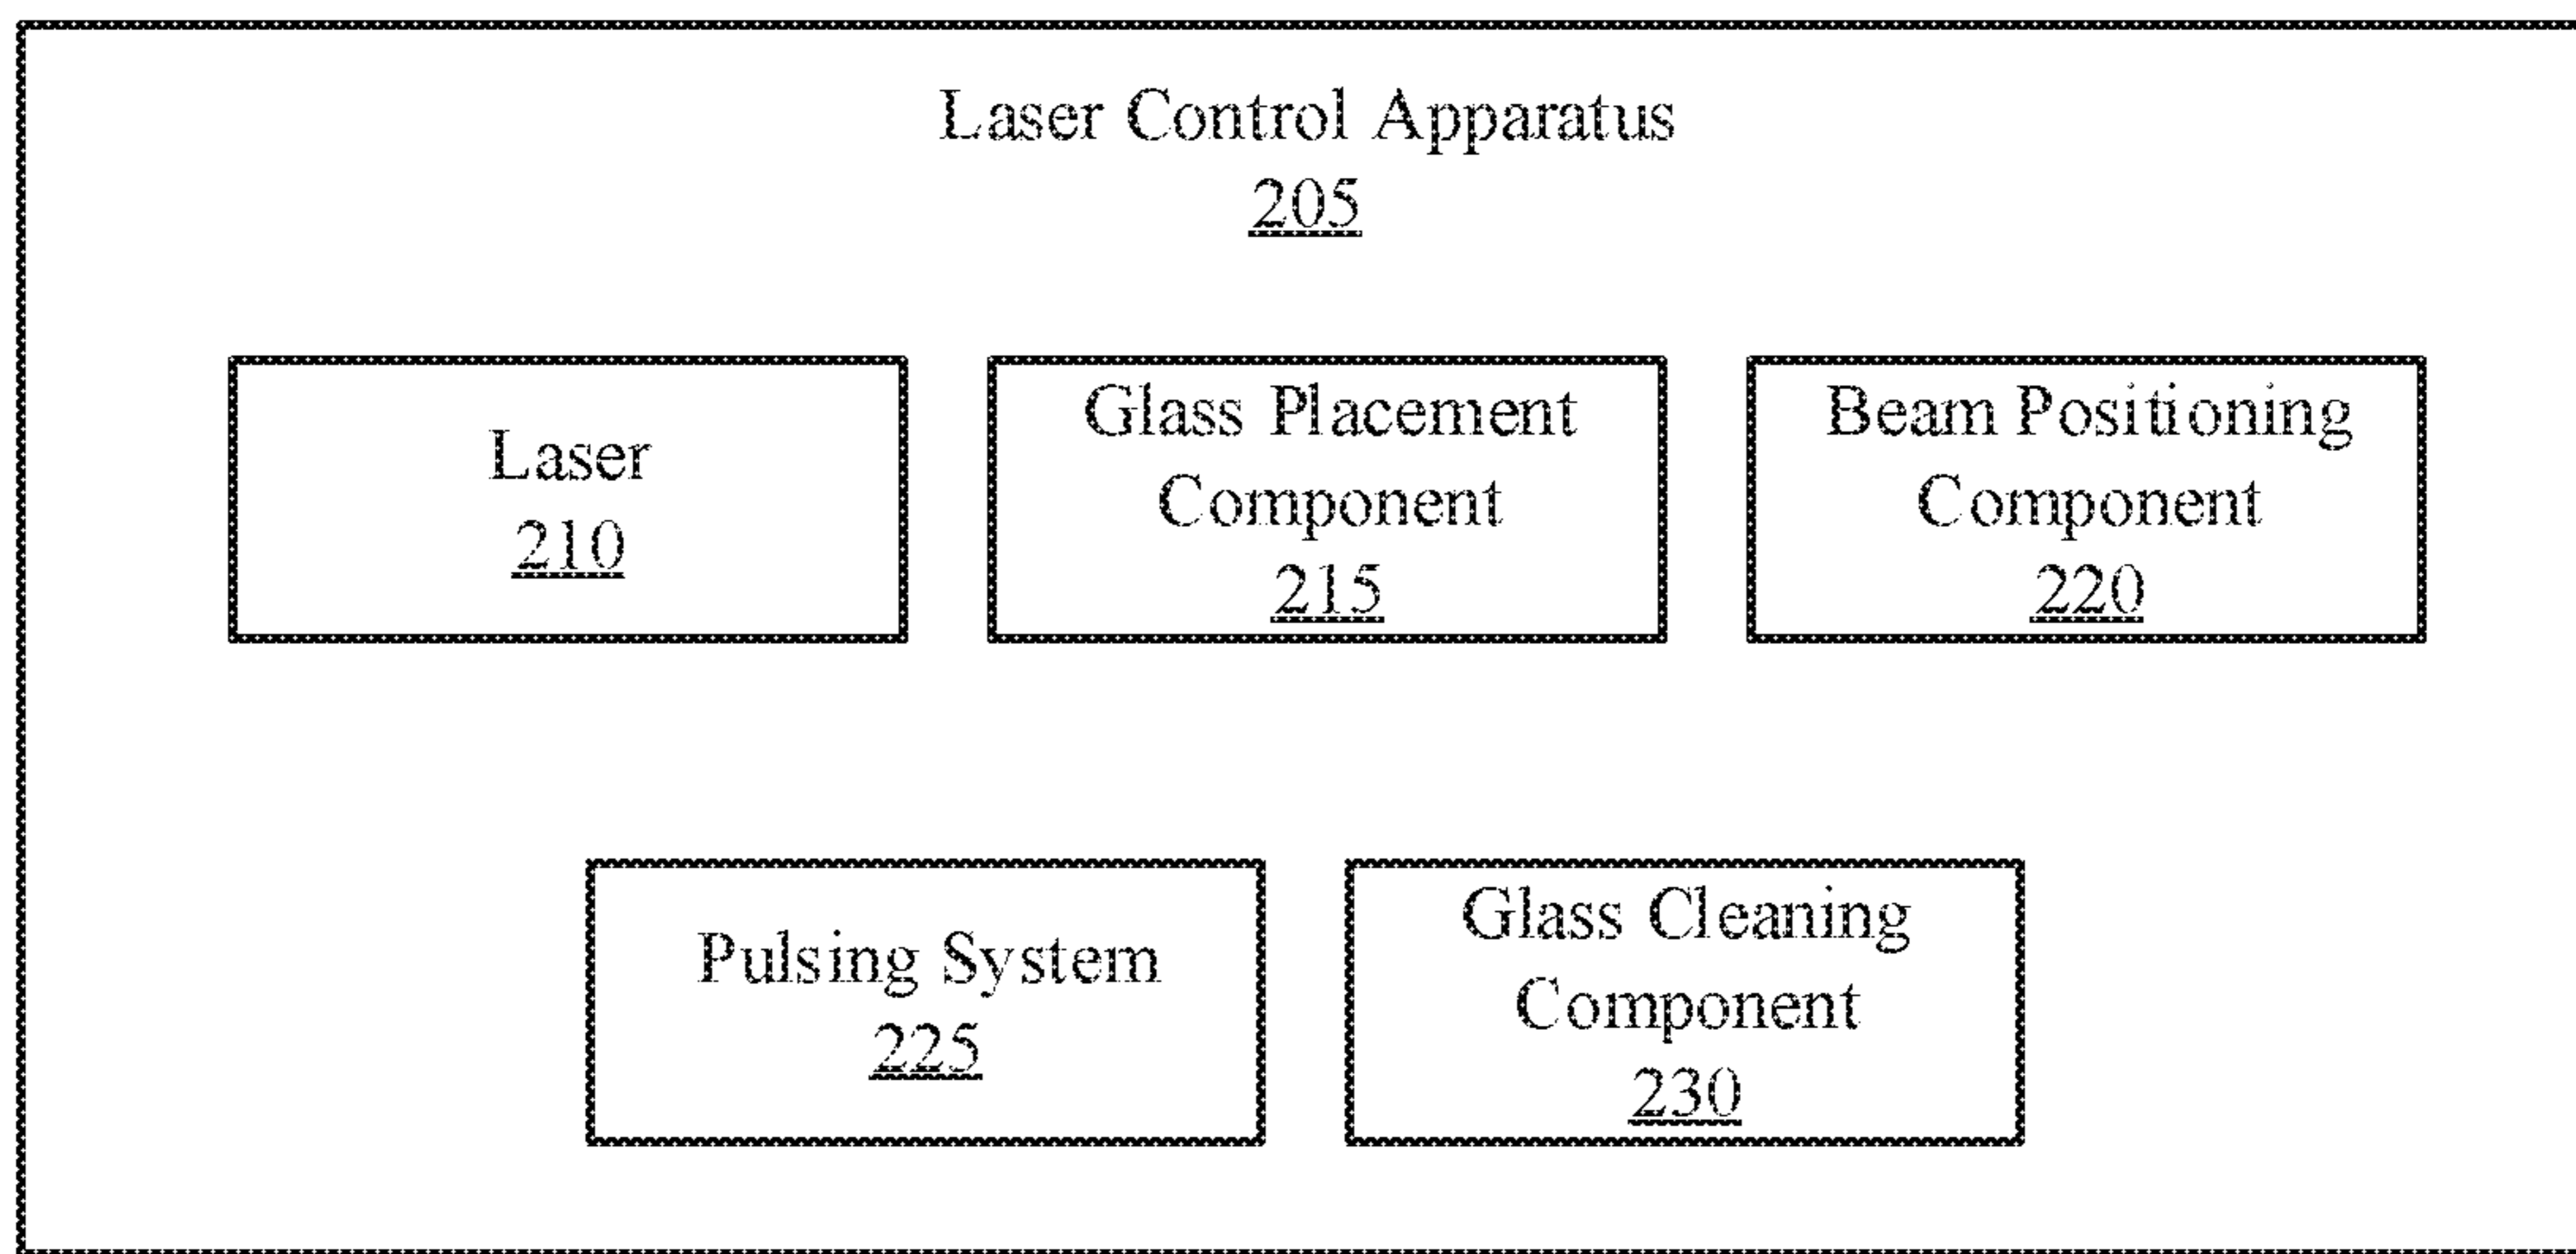 Laser Control Apparatus
205
Laser
210
Glass Placement
Component
215
Beam Positioning
Component
220
Pulsing System
225
Glass Cleaning
Component
230